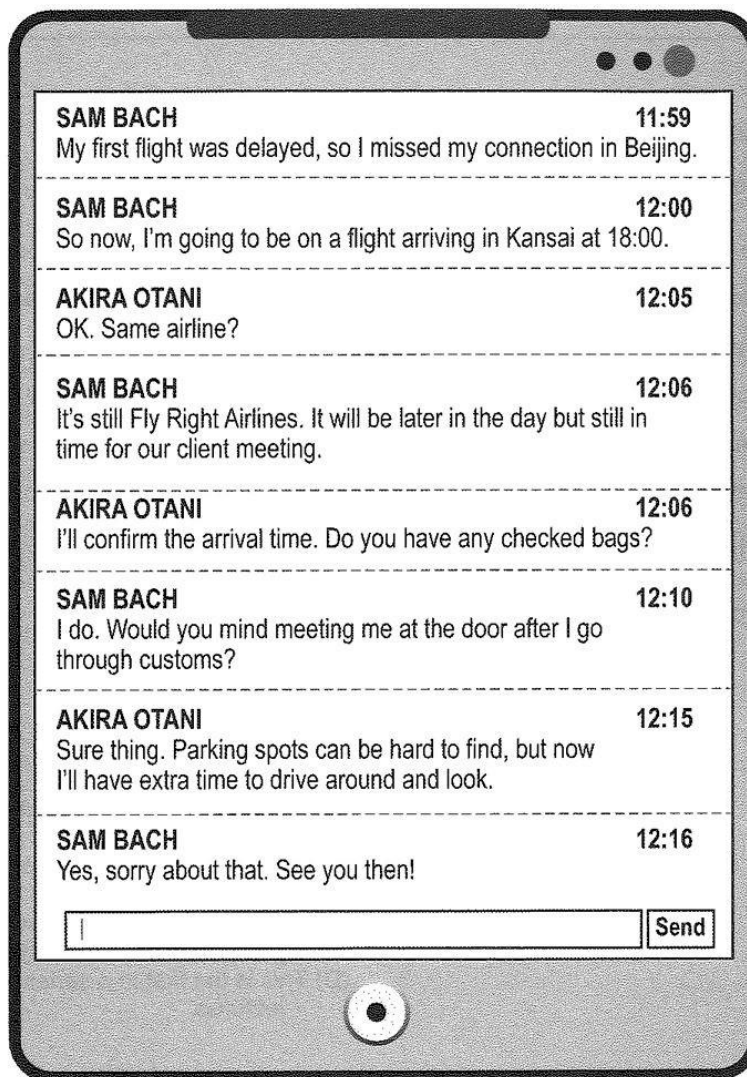 SAM BACH 11:59
My first flight was delayed, so I missed my connection in Beijing.
SAM BACH 12:00
So now, I'm going to be on a flight arriving in Kansai at 18:00.
AKIRA OTANI 12:05
OK. Same airline?
SAM BACH 12:06
It's still Fly Right Airlines. It will be later in the day but still in
time for our client meeting.
AKIRA OTANI 12:06
I'll confirm the arrival time. Do you have any checked bags?
SAM BACH 12:10
I do. Would you mind meeting me at the door after I go
through customs?
AKIRA OTANI 12:15
Sure thing. Parking spots can be hard to find, but now
I'll have extra time to drive around and look.
SAM BACH 12:16
Yes, sorry about that. See you then!
Send